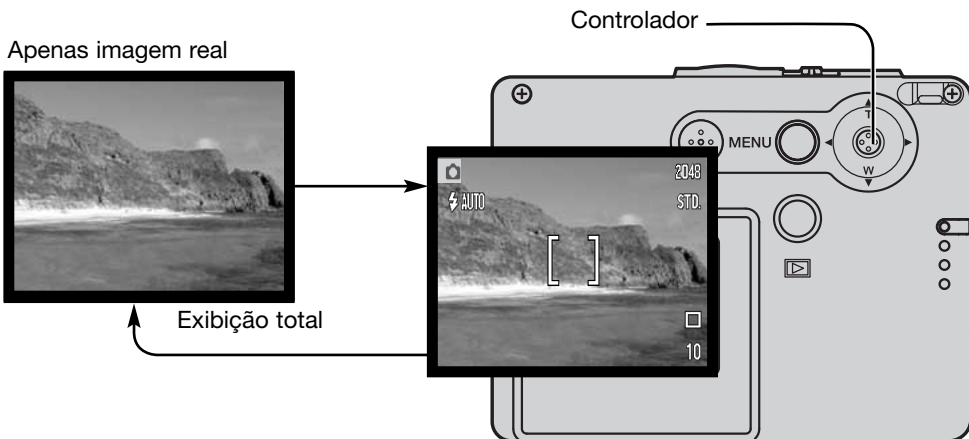 Controlador
Apenas imagem real
T
MENU
W
2048
AUTO
STD.
Exibição total
10